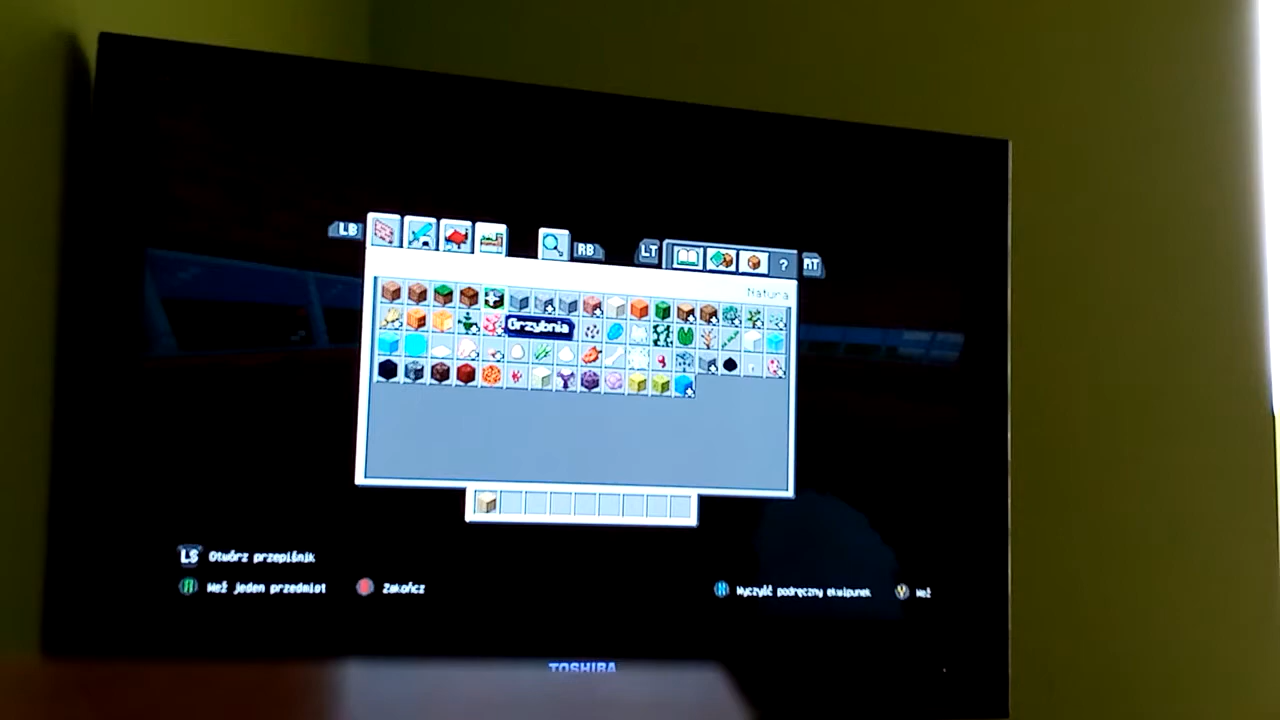 LB
RB
LT
?
RT
Natura
Grzybnia
LS Otwórz przepiśnik
A Weź jeden przedmiot
B Zakończ
X Wyczyść podręczny ekwipunek
Y Weź
TOSHIBA